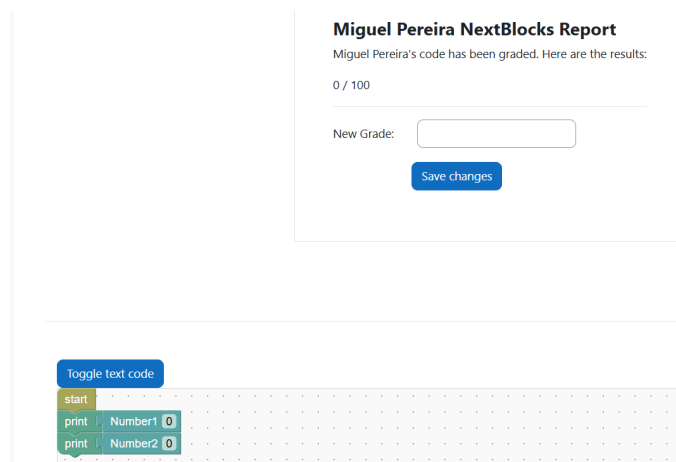 Miguel Pereira NextBlocks Report
Miguel Pereira's code has been graded. Here are the results:
0 / 100
New Grade:
Save changes
Toggle text code
start
print Number1 0
print Number2 0